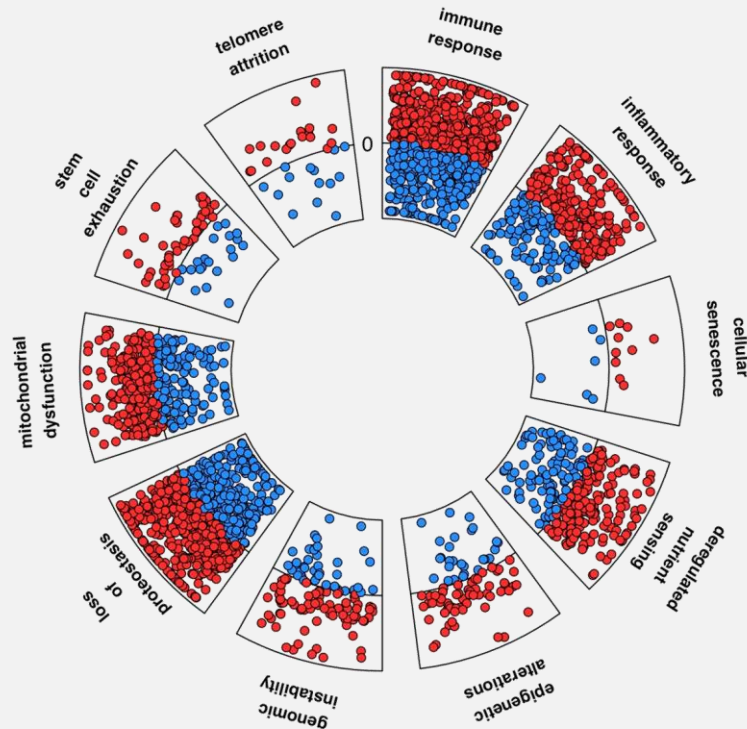 immune
response
inflammatory
response
cellular
senescence
deregulated
nutrient
sensing
epigenetic
alterations
genomic
instability
loss
of
proteostasis
mitochondrial
dysfunction
stem
cell
exhaustion
telomere
attrition
0